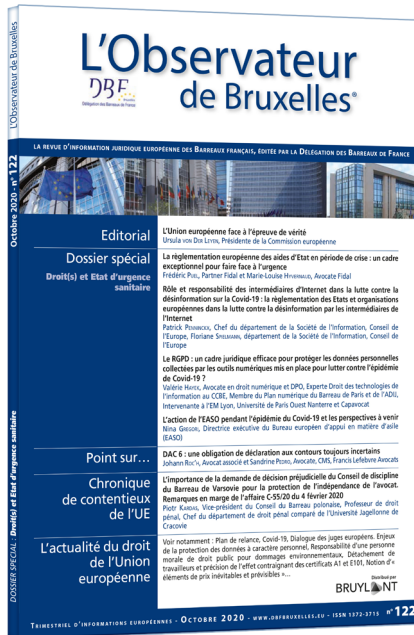 L'Observateur de Bruxelles
Octobre 2020 - n° 122
DOSSIER SPÉCIAL : Droit(s) et Etat d'urgence sanitaire
L'Observateur
de Bruxelles®
DBF
Bruxelles
Délégation des Barreaux de France
LA REVUE D'INFORMATION JURIDIQUE EUROPÉENNE DES BARREAUX FRANÇAIS, ÉDITÉE PAR LA DÉLÉGATION DES BARREAUX DE FRANCE
Editorial
L'Union européenne face à l'épreuve de vérité
Ursula VON DER LEYEN, Présidente de la Commission européenne
Dossier spécial
Droit(s) et Etat d'urgence
sanitaire
La règlementation européenne des aides d'Etat en période de crise : un cadre
exceptionnel pour faire face à l'urgence
Frédéric PUEL, Partner Fidal et Marie-Louise HYVERNAUD, Avocate Fidal
Rôle et responsabilité des intermédiaires d'Internet dans la lutte contre la
désinformation sur la Covid-19 : la règlementation des Etats et organisations
européennes dans la lutte contre la désinformation par les intermédiaires de
l'Internet
Patrick PENNINCKX, Chef du département de la Société de l'Information, Conseil de
l'Europe, Floriane SPIELMANN, département de la Société de l'Information, Conseil de
l'Europe
Le RGPD : un cadre juridique efficace pour protéger les données personnelles
collectées par les outils numériques mis en place pour lutter contre l'épidémie
de Covid-19 ?
Valérie HAYEK, Avocate en droit numérique et DPO, Experte Droit des technologies de
l'information au CCBE, Membre du Plan numérique du Barreau de Paris et de l'ADIJ,
Intervenante à l'EM Lyon, Université de Paris Ouest Nanterre et Capavocat
L'action de l'EASO pendant l'épidémie du Covid-19 et les perspectives à venir
Nina GREGORI, Directrice exécutive du Bureau européen d'appui en matière d'asile
(EASO)
Point sur…
DAC 6 : une obligation de déclaration aux contours toujours incertains
Johann ROC'H, Avocat associé et Sandrine PEDRO, Avocate, CMS, Francis Lefebvre Avocats
Chronique
de contentieux
de l'UE
L'importance de la demande de décision préjudicielle du Conseil de discipline
du Barreau de Varsovie pour la protection de l'indépendance de l'avocat.
Remarques en marge de l'affaire C-55/20 du 4 février 2020
Piotr KARDAS, Vice-président du Conseil du Barreau polonaise, Professeur de droit
pénal, Chef du département de droit pénal comparé de l'Université Jagellonne de
Cracovie
L'actualité du droit
de l'Union
européenne
Voir notamment : Plan de relance, Covid-19, Dialogue des juges européens, Enjeux
de la protection des données à caractère personnel, Responsabilité d'une personne
morale de droit public pour dommages environnementaux, Détachement de
travailleurs et précision de l'effet contraignant des certificats A1 et E101, Notion d'«
éléments de prix inévitables et prévisibles »…
Distribué par
BRUYLANT
TRIMESTRIEL D'INFORMATIONS EUROPÉENNES - OCTOBRE 2020 - WWW.DBFBRUXELLES.EU - ISSN 1372-3715 n° 122